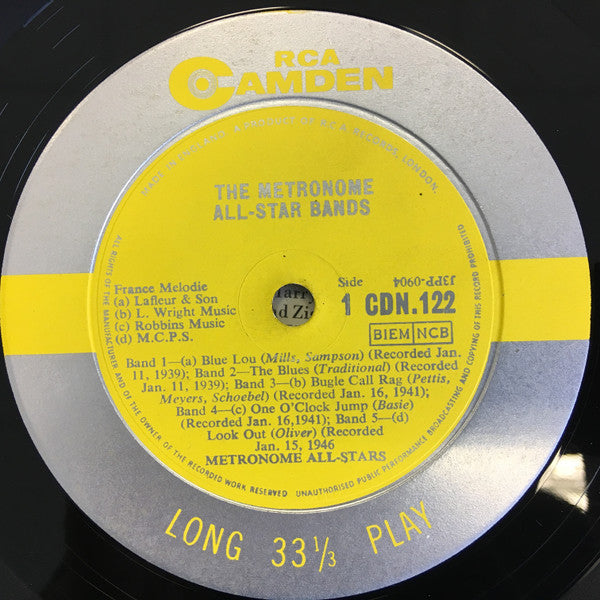 RCA
CAMDEN
MADE IN ENGLAND. A PRODUCT OF RCA RECORDS, LONDON.
THE METRONOME
ALL-STAR BANDS
ALL RIGHTS OF THE MANUFACTURER AND OF THE OWNER OF THE RECORDED WORK RESERVED UNAUTHORISED PUBLIC PERFORMANCE BROADCASTING AND COPYING OF THIS RECORD PROHIBITED.
France Melodie
(a) Lafleur & Son
(b) L. Wright Music
(c) Robbins Music
(d) M.C.P.S.
Side
1
J3PP-0904
CDN.122
BIEM NCB
Band 1—(a) Blue Lou (Mills, Sampson) (Recorded Jan.
11, 1939); Band 2—The Blues (Traditional) (Recorded
Jan. 11, 1939); Band 3—(b) Bugle Call Rag (Pettis,
Meyers, Schoebel) (Recorded Jan. 16, 1941);
Band 4—(c) One O'Clock Jump (Basie)
(Recorded Jan. 16,1941); Band 5—(d)
Look Out (Oliver) (Recorded
Jan. 15, 1946
METRONOME ALL-STARS
LONG 33 1/3 PLAY